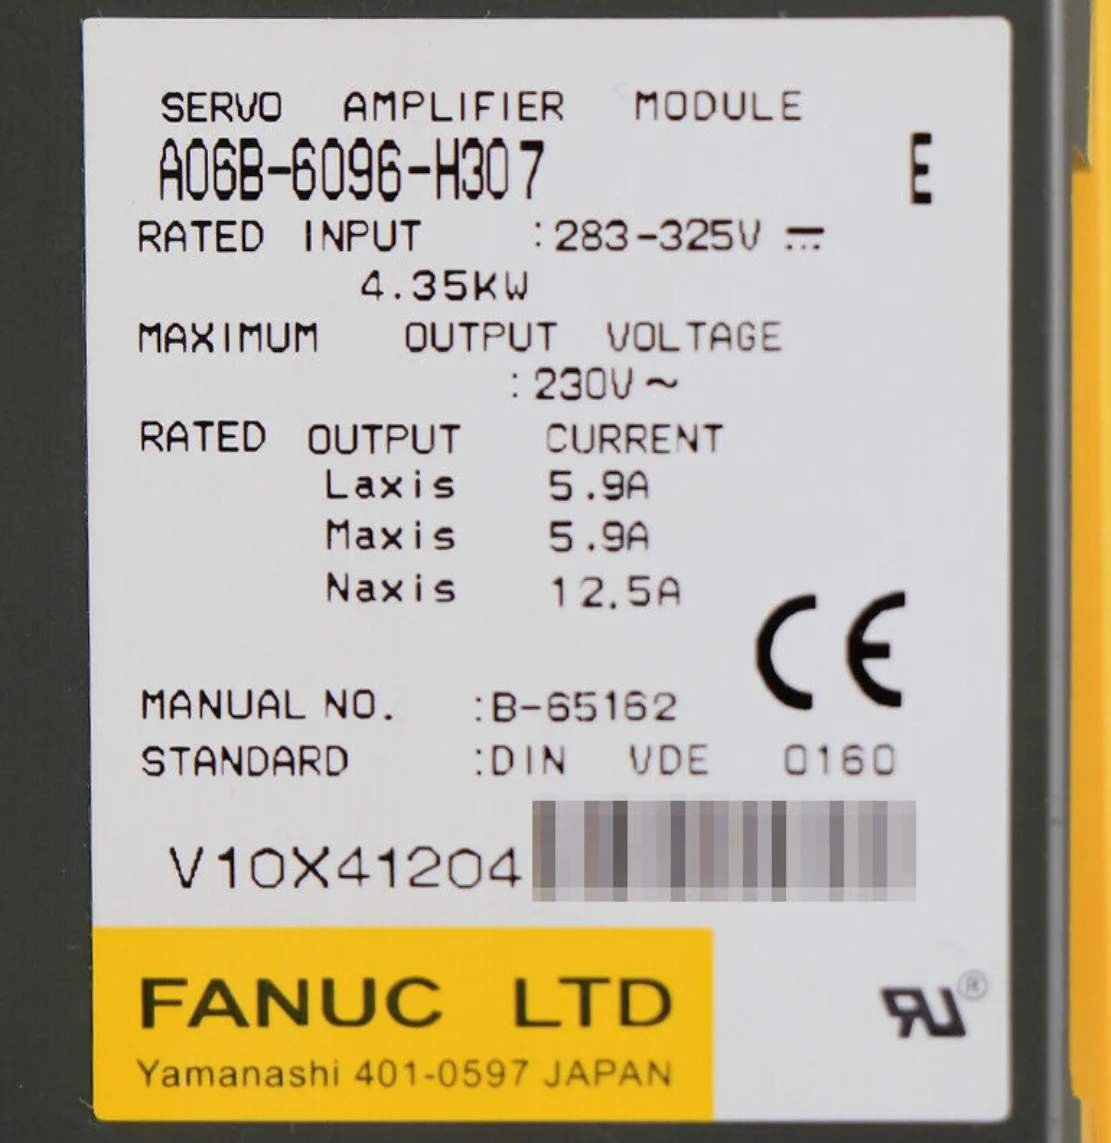 SERVO AMPLIFIER MODULE
A06B-6096-H307 E
RATED INPUT :283-325V ⎓
4.35KW
MAXIMUM OUTPUT VOLTAGE
:230V~
RATED OUTPUT CURRENT
Laxis 5.9A
Maxis 5.9A
Naxis 12.5A
CE
MANUAL NO. :B-65162
STANDARD :DIN VDE 0160
V10X41204
FANUC LTD
Yamanashi 401-0597 JAPAN
RU®